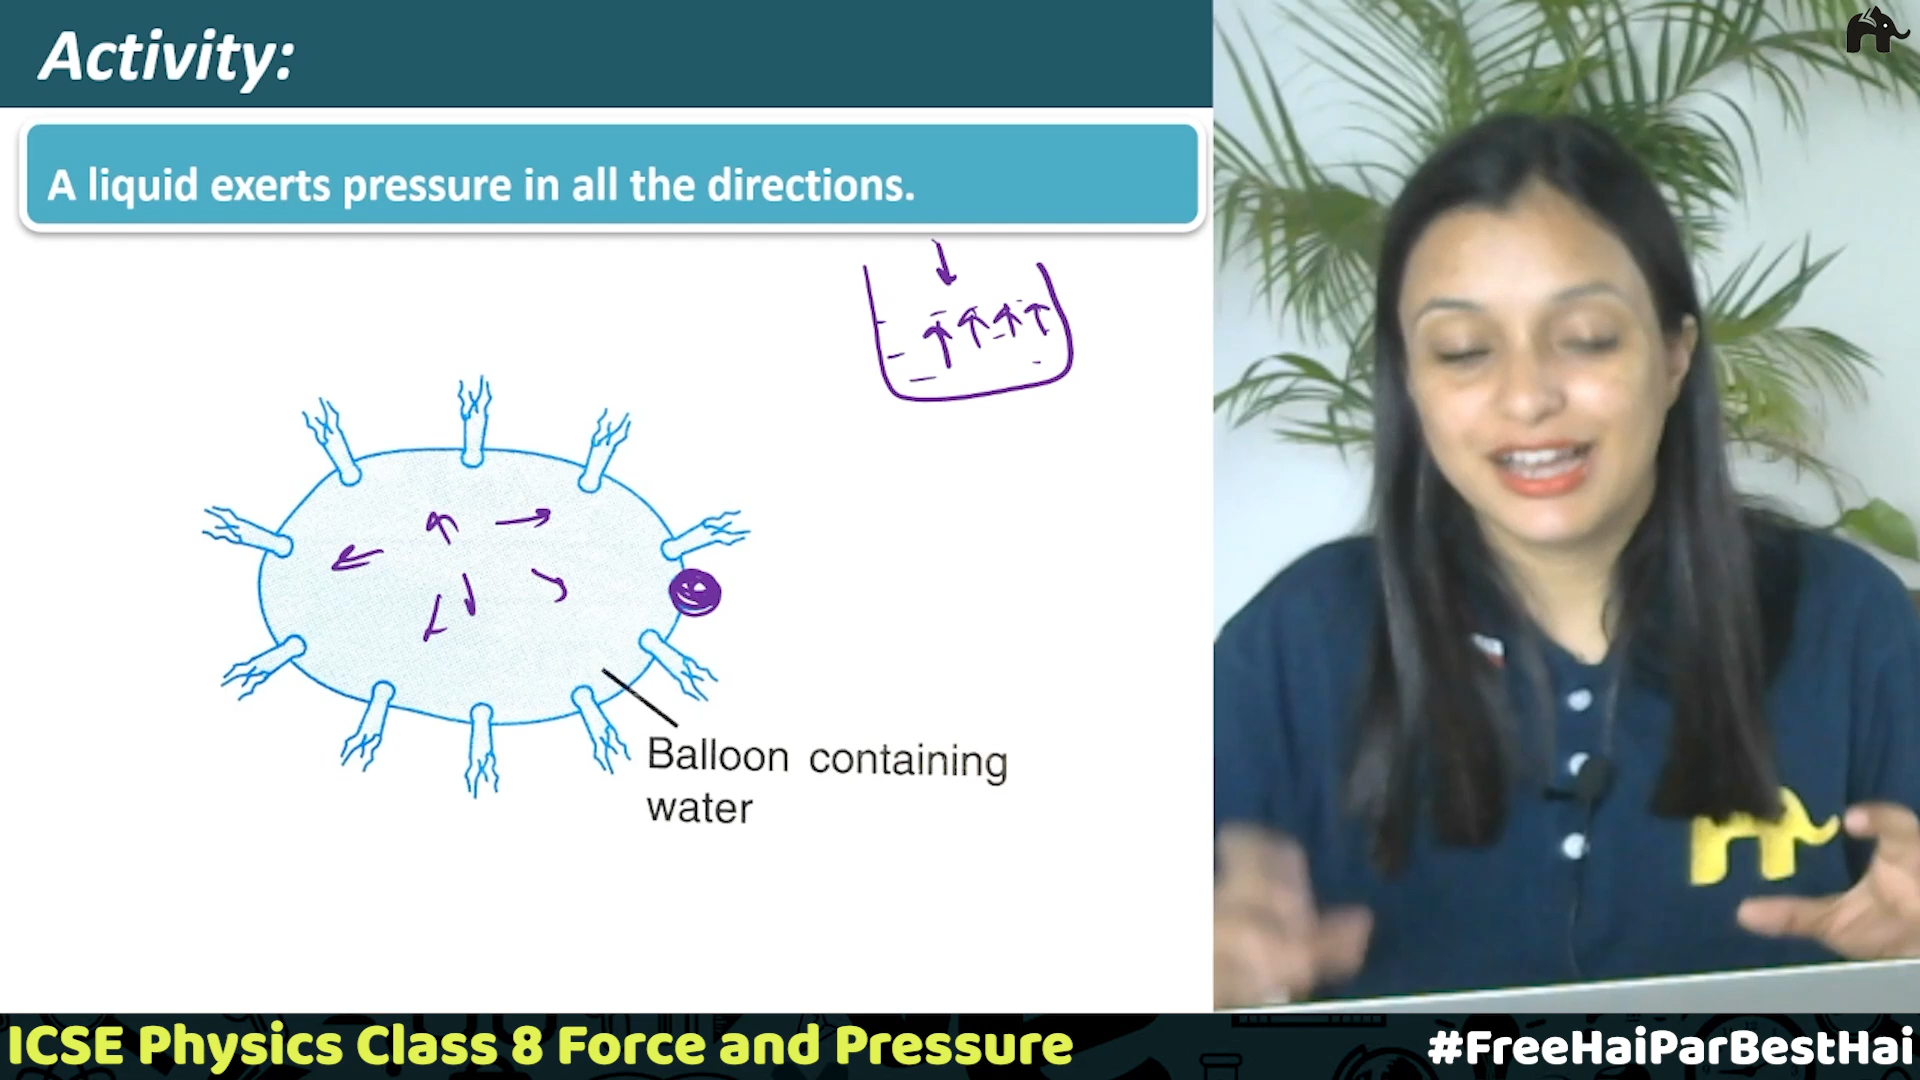 Activity:
A liquid exerts pressure in all the directions.
Balloon containing
water
ICSE Physics Class 8 Force and Pressure
#FreeHaiParBestHai